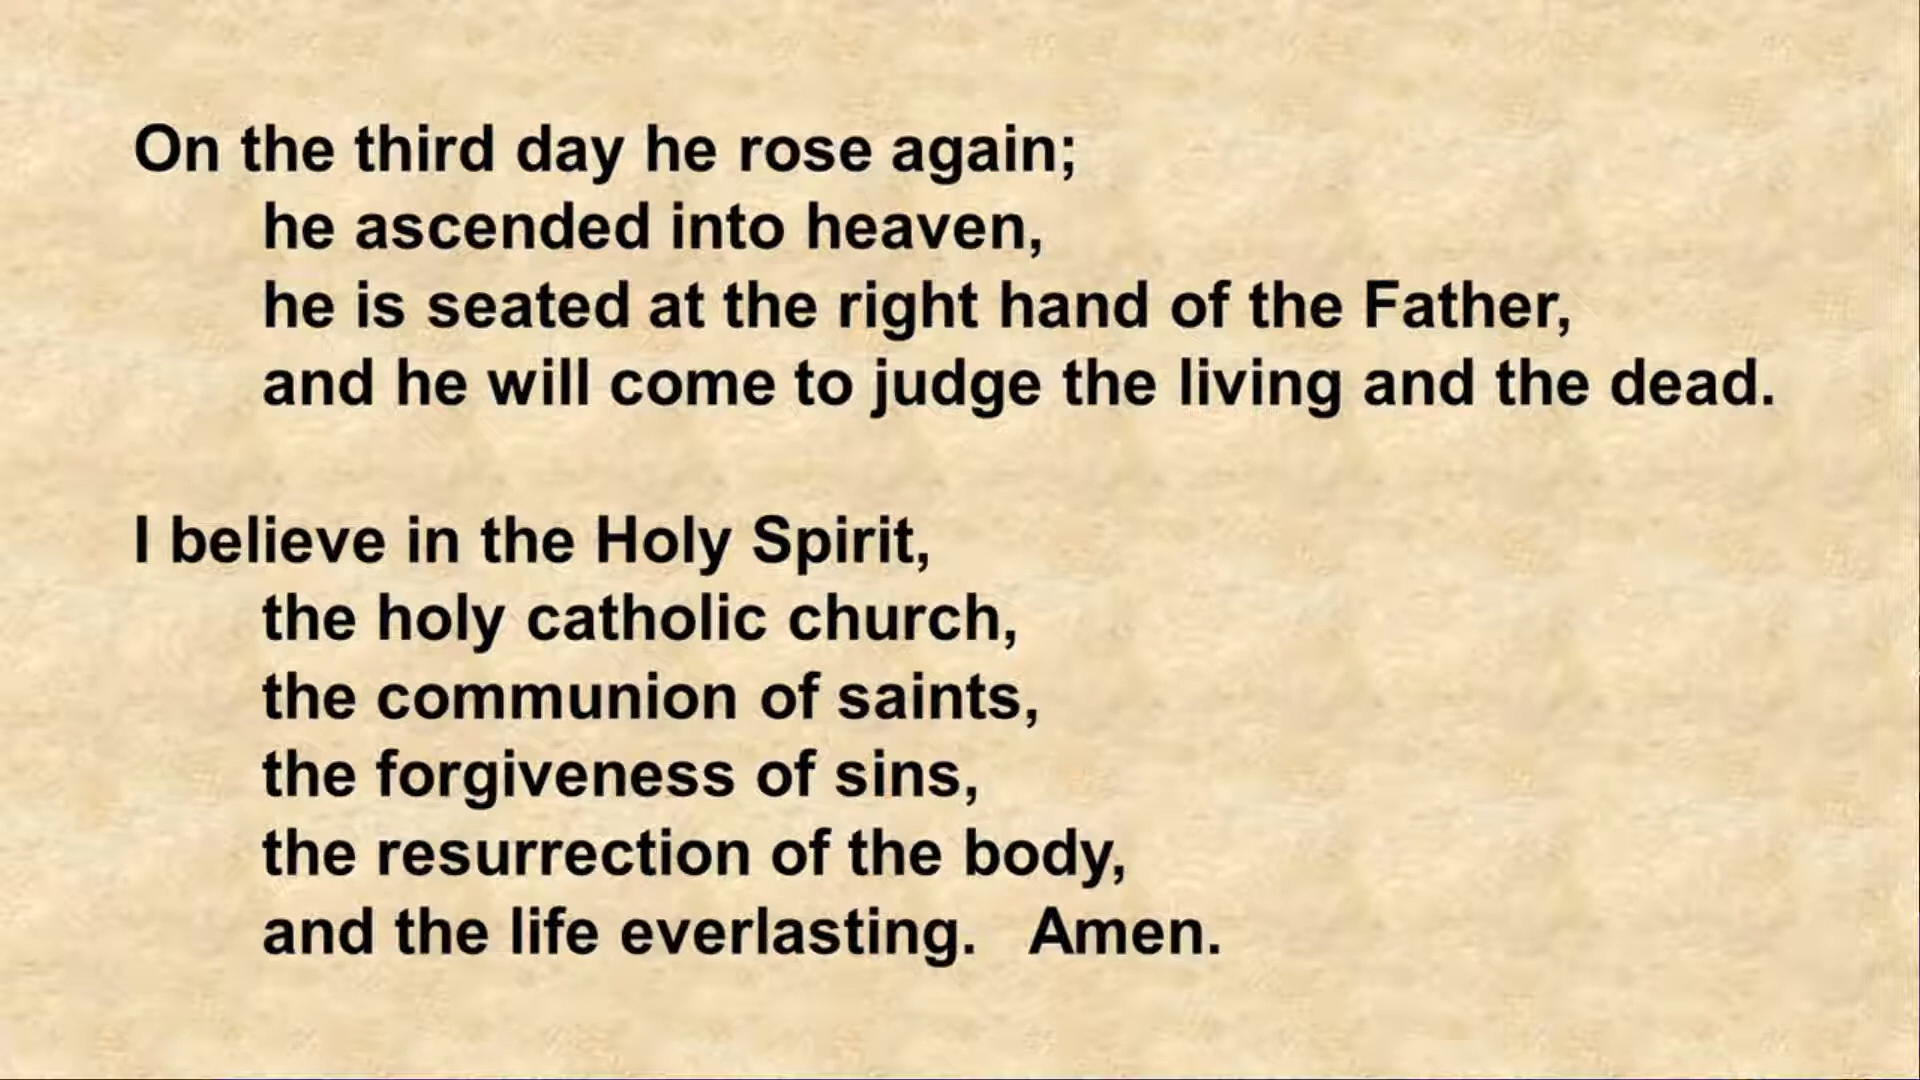 On the third day he rose again;
he ascended into heaven,
he is seated at the right hand of the Father,
and he will come to judge the living and the dead.
I believe in the Holy Spirit,
the holy catholic church,
the communion of saints,
the forgiveness of sins,
the resurrection of the body,
and the life everlasting. Amen.